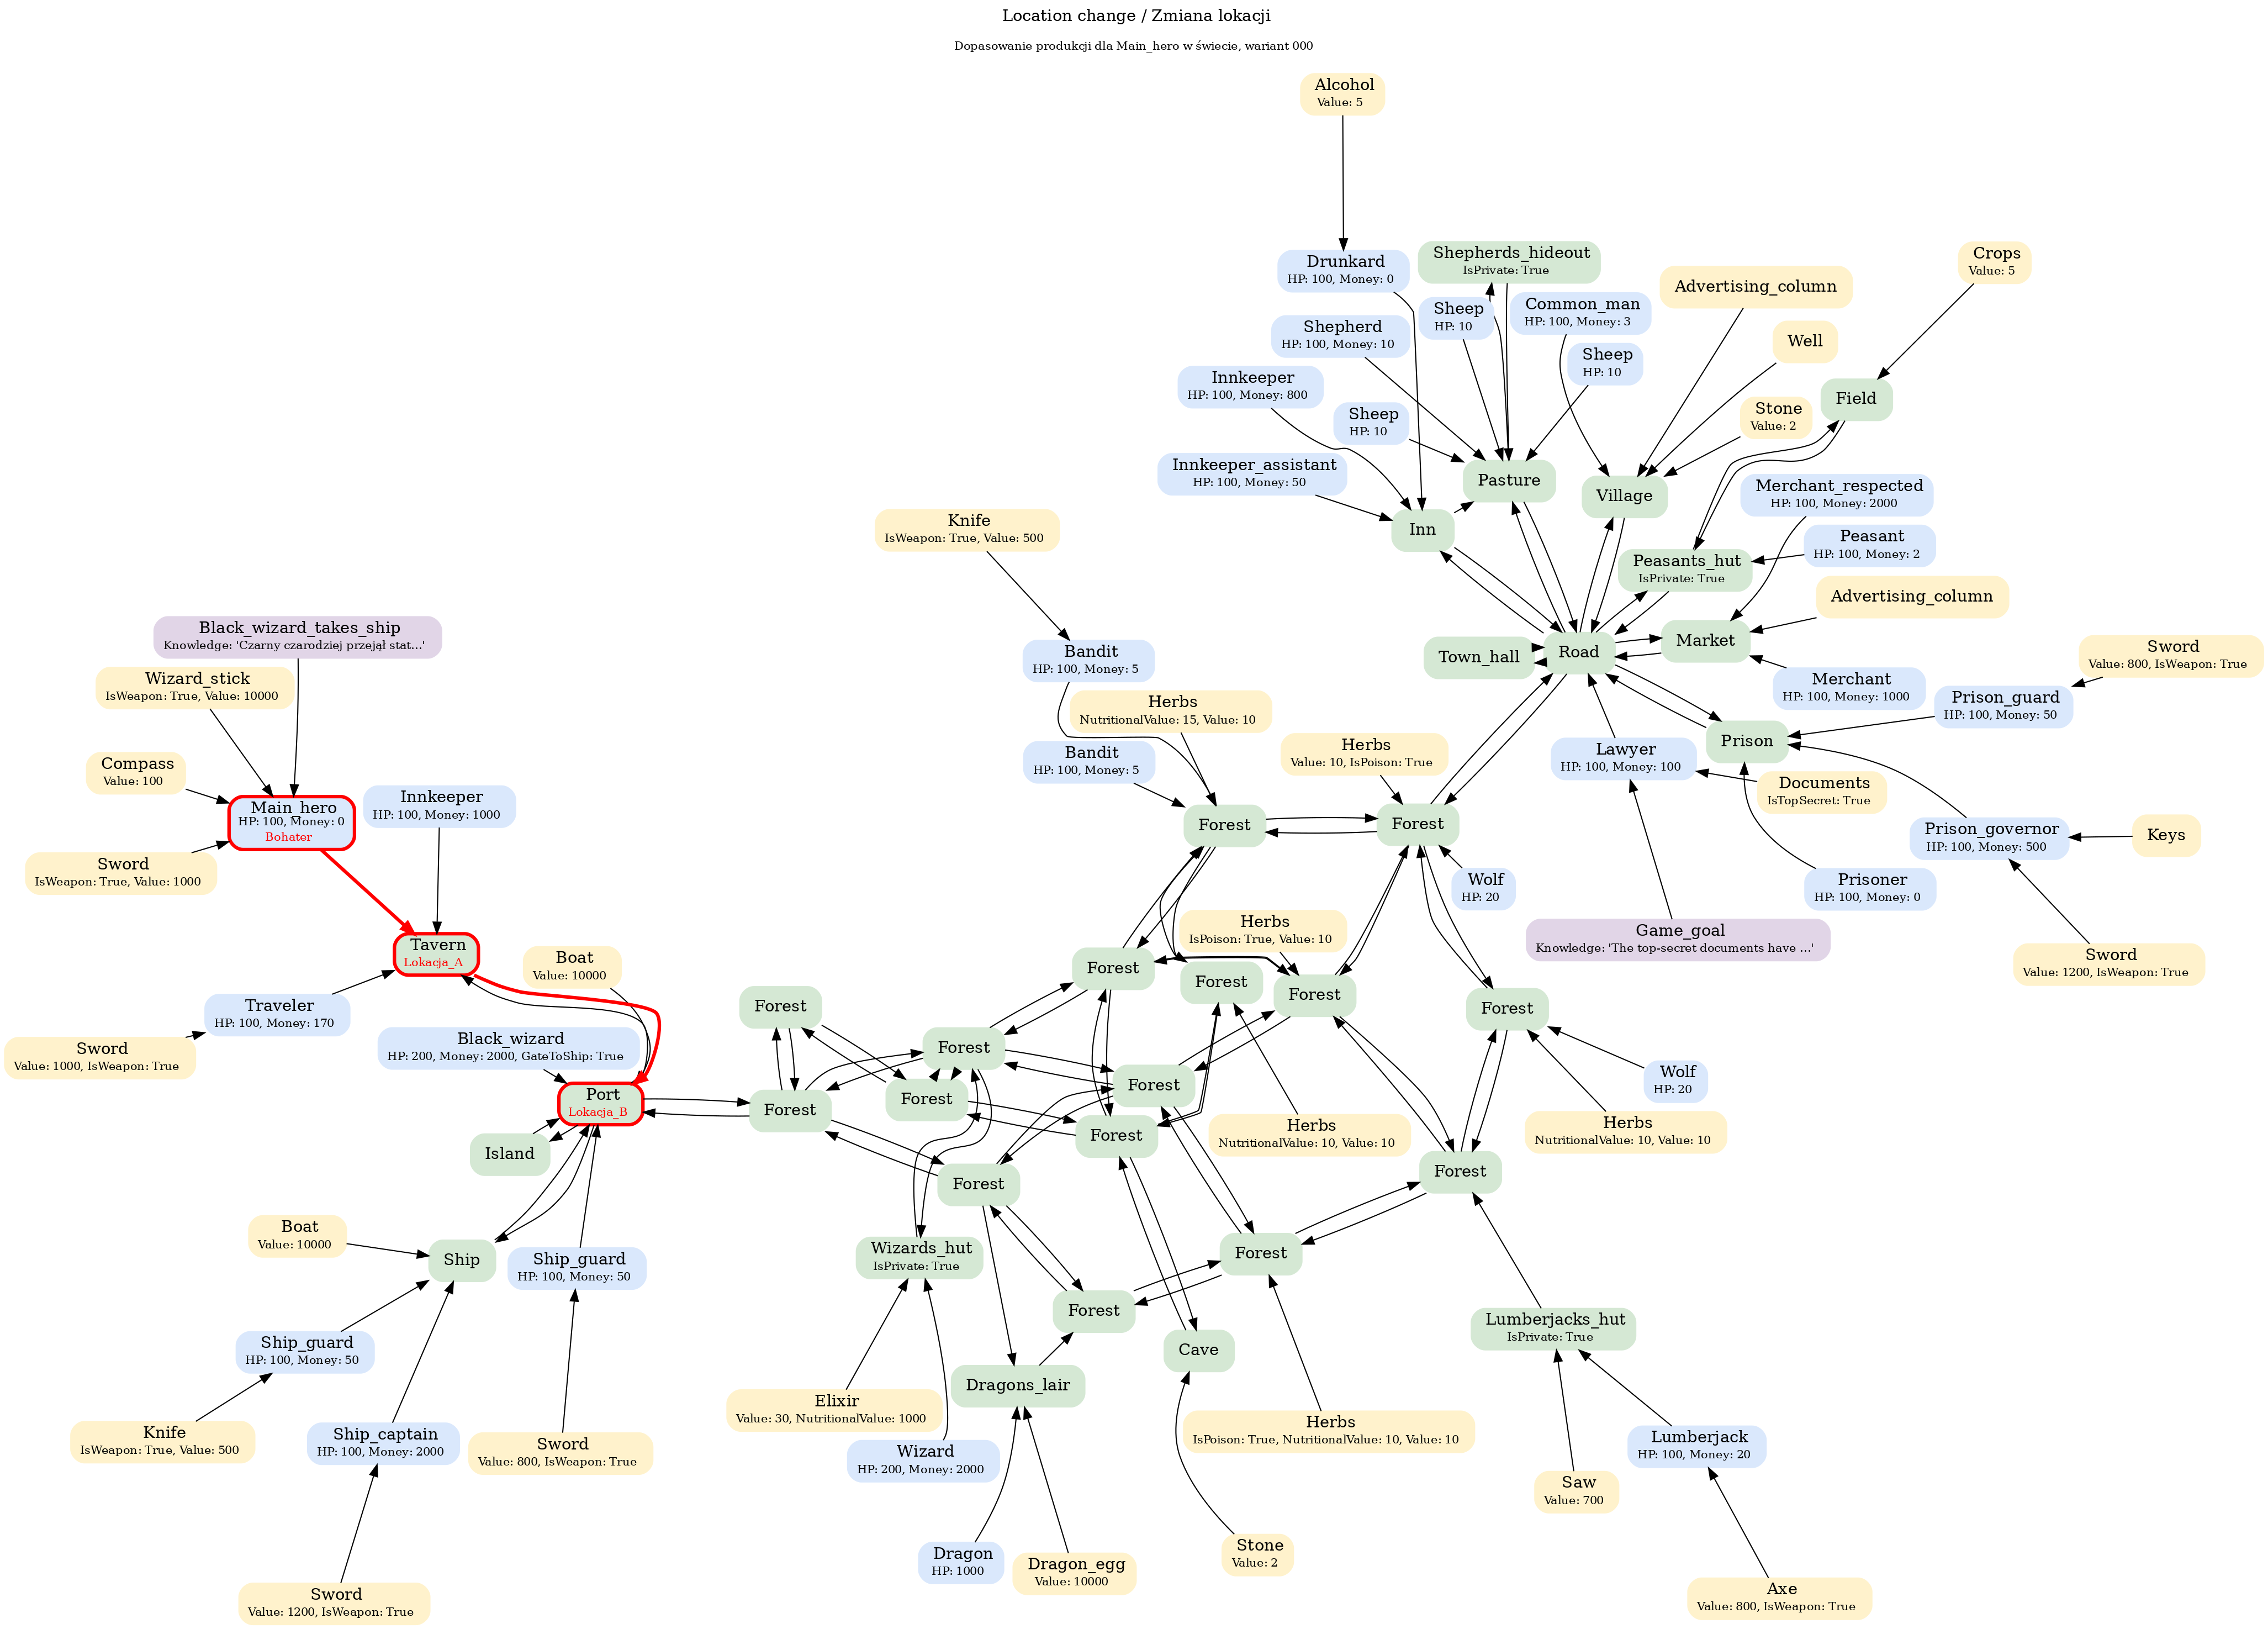 Location change / Zmiana lokacji
Dopasowanie produkcji dla Main_hero w świecie, wariant 000
Alcohol
Value: 5
Drunkard
HP: 100, Money: 0
Shepherds_hideout
IsPrivate: True
Crops
Value: 5
Advertising_column
Sheep
HP: 10
Common_man
HP: 100, Money: 3
Shepherd
HP: 100, Money: 10
Well
Sheep
HP: 10
Innkeeper
HP: 100, Money: 800
Field
Sheep
HP: 10
Stone
Value: 2
Innkeeper_assistant
HP: 100, Money: 50
Pasture
Village
Merchant_respected
HP: 100, Money: 2000
Knife
IsWeapon: True, Value: 500
Inn
Peasant
HP: 100, Money: 2
Peasants_hut
IsPrivate: True
Advertising_column
Black_wizard_takes_ship
Knowledge: 'Czarny czarodziej przejął stat...'
Bandit
HP: 100, Money: 5
Town_hall
Road
Market
Sword
Value: 800, IsWeapon: True
Wizard_stick
IsWeapon: True, Value: 10000
Merchant
HP: 100, Money: 1000
Prison_guard
HP: 100, Money: 50
Herbs
NutritionalValue: 15, Value: 10
Prison
Compass
Value: 100
Bandit
HP: 100, Money: 5
Herbs
Value: 10, IsPoison: True
Lawyer
HP: 100, Money: 100
Documents
IsTopSecret: True
Main_hero
HP: 100, Money: 0
Bohater
Innkeeper
HP: 100, Money: 1000
Forest
Forest
Prison_governor
HP: 100, Money: 500
Keys
Sword
IsWeapon: True, Value: 1000
Wolf
HP: 20
Prisoner
HP: 100, Money: 0
Tavern
Lokacja_A
Herbs
IsPoison: True, Value: 10
Game_goal
Knowledge: 'The top-secret documents have ...'
Boat
Value: 10000
Forest
Forest
Forest
Sword
Value: 1200, IsWeapon: True
Traveler
HP: 100, Money: 170
Forest
Forest
Sword
Value: 1000, IsWeapon: True
Black_wizard
HP: 200, Money: 2000, GateToShip: True
Forest
Wolf
HP: 20
Port
Lokacja_B
Forest
Forest
Forest
Forest
Herbs
NutritionalValue: 10, Value: 10
Herbs
NutritionalValue: 10, Value: 10
Island
Forest
Forest
Boat
Value: 10000
Ship
Ship_guard
HP: 100, Money: 50
Wizards_hut
IsPrivate: True
Forest
Forest
Lumberjacks_hut
IsPrivate: True
Ship_guard
HP: 100, Money: 50
Cave
Dragons_lair
Elixir
Value: 30, NutritionalValue: 1000
Herbs
IsPoison: True, NutritionalValue: 10, Value: 10
Knife
IsWeapon: True, Value: 500
Ship_captain
HP: 100, Money: 2000
Sword
Value: 800, IsWeapon: True
Wizard
HP: 200, Money: 2000
Lumberjack
HP: 100, Money: 20
Saw
Value: 700
Stone
Value: 2
Dragon
HP: 1000
Dragon_egg
Value: 10000
Sword
Value: 1200, IsWeapon: True
Axe
Value: 800, IsWeapon: True